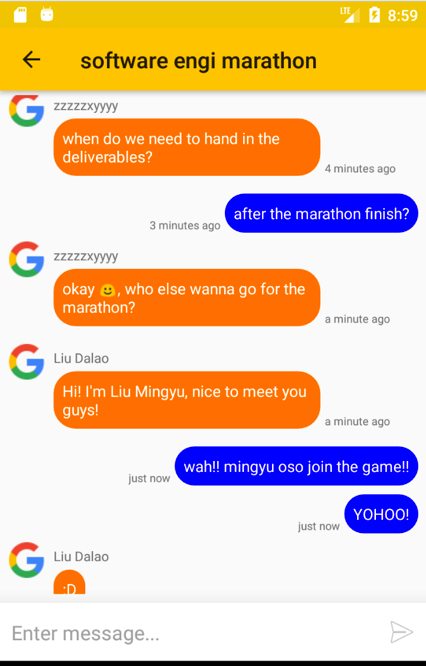 LTE 8:59
software engi marathon
zzzzzxyyyy
when do we need to hand in the
deliverables?
4 minutes ago
after the marathon finish?
3 minutes ago
zzzzzxyyyy
okay 🙂, who else wanna go for the
marathon?
a minute ago
Liu Dalao
Hi! I'm Liu Mingyu, nice to meet you
guys!
a minute ago
wah!! mingyu oso join the game!!
just now
YOHOO!
just now
Liu Dalao
:D
Enter message...